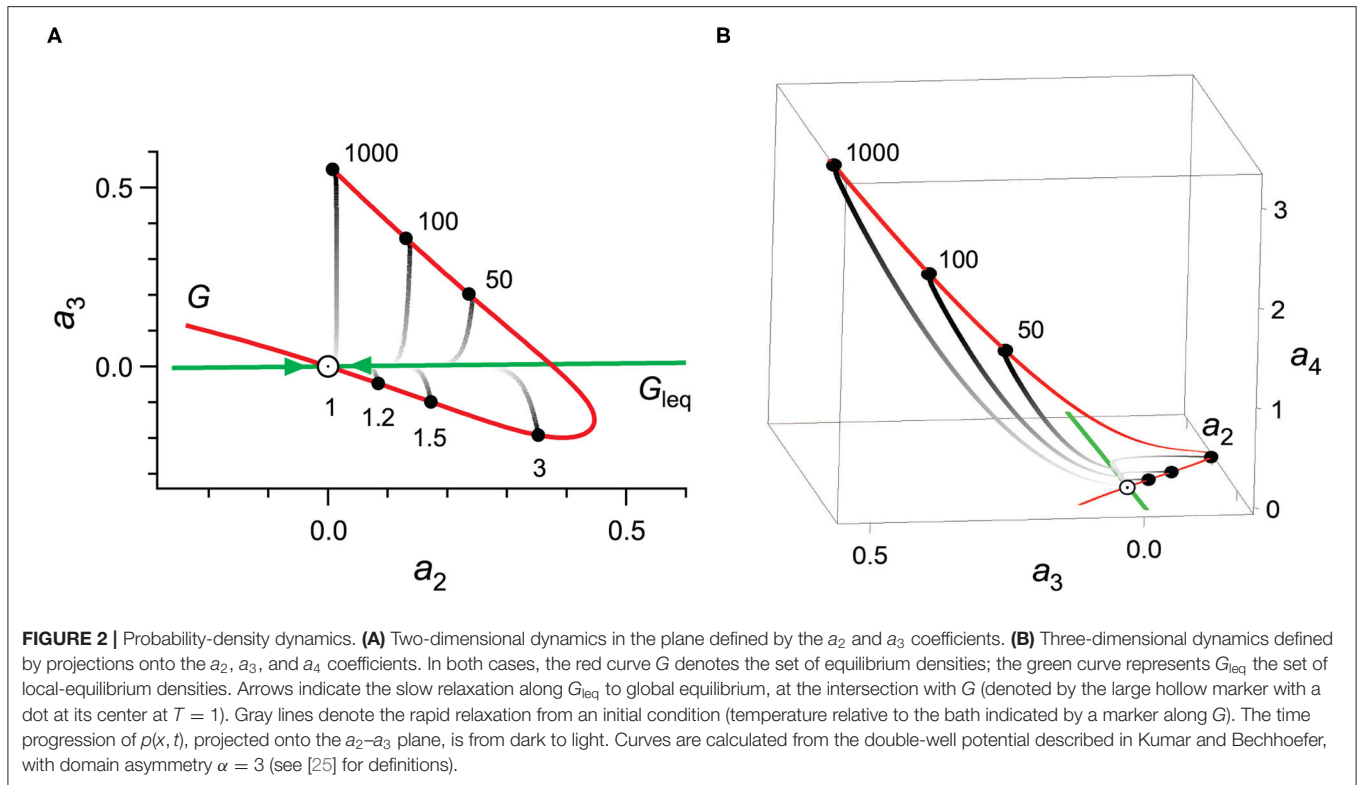 A
B
1000
100
50
0.5
0.0
a3
G
Gleq
1
1.2
1.5
3
0.0
0.5
a2
1000
100
50
3
2
1
0
a4
a2
0.5
0.0
a3
FIGURE 2 | Probability-density dynamics. (A) Two-dimensional dynamics in the plane defined by the a2 and a3 coefficients. (B) Three-dimensional dynamics defined
by projections onto the a2, a3, and a4 coefficients. In both cases, the red curve G denotes the set of equilibrium densities; the green curve represents Gleq the set of
local-equilibrium densities. Arrows indicate the slow relaxation along Gleq to global equilibrium, at the intersection with G (denoted by the large hollow marker with a
dot at its center at T = 1). Gray lines denote the rapid relaxation from an initial condition (temperature relative to the bath indicated by a marker along G). The time
progression of p(x, t), projected onto the a2–a3 plane, is from dark to light. Curves are calculated from the double-well potential described in Kumar and Bechhoefer,
with domain asymmetry α = 3 (see [25] for definitions).